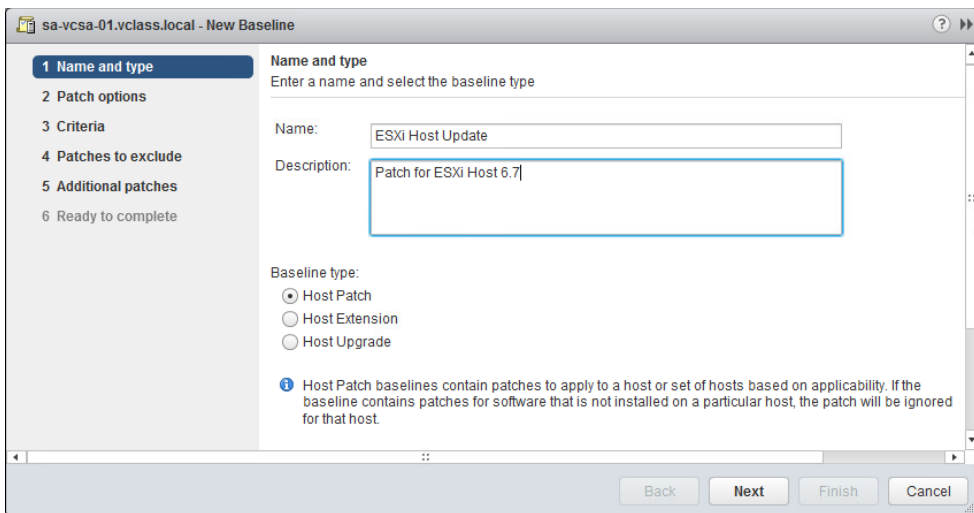 sa-vcsa-01.vclass.local - New Baseline
1 Name and type
2 Patch options
3 Criteria
4 Patches to exclude
5 Additional patches
6 Ready to complete
Name and type
Enter a name and select the baseline type
Name:
ESXi Host Update
Description:
Patch for ESXi Host 6.7
Baseline type:
Host Patch
Host Extension
Host Upgrade
Host Patch baselines contain patches to apply to a host or set of hosts based on applicability. If the
baseline contains patches for software that is not installed on a particular host, the patch will be ignored
for that host.
Back
Next
Finish
Cancel